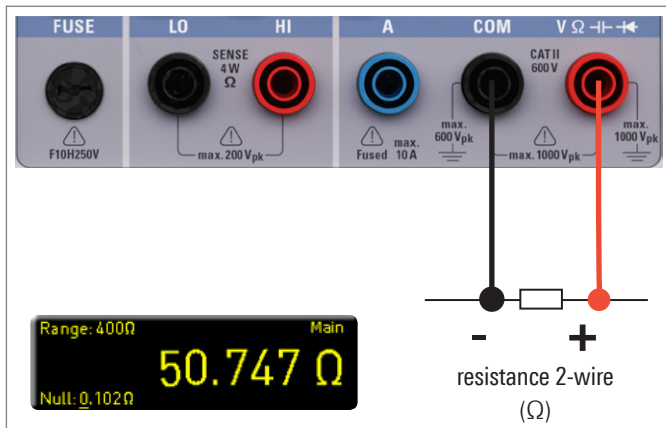 FUSE LO HI A COM V Ω ⊣⊢ ⯇
SENSE
4W
Ω
CAT II
600 V
F10H250V
max. 200 Vpk
Fused
max.
10 A
max.
600 Vpk
max. 1000 Vpk
max.
1000 Vpk
Range: 400Ω Main
50.747 Ω
Null: 0.102Ω
- +
resistance 2-wire
(Ω)